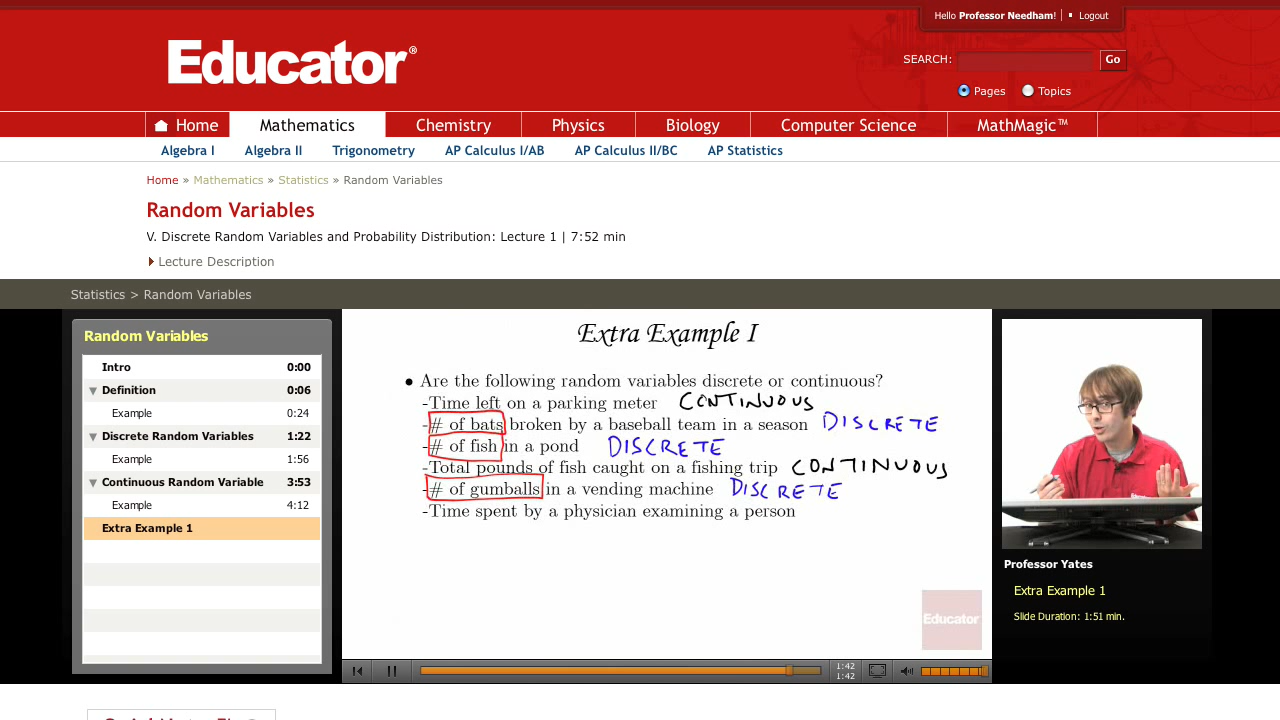 Hello Professor Needham! Logout
Educator®
SEARCH: Go
Pages Topics
Home Mathematics Chemistry Physics Biology Computer Science MathMagic™
Algebra I Algebra II Trigonometry AP Calculus I/AB AP Calculus II/BC AP Statistics
Home » Mathematics » Statistics » Random Variables
Random Variables
V. Discrete Random Variables and Probability Distribution: Lecture 1 | 7:52 min
Lecture Description
Statistics > Random Variables
Random Variables
Intro 0:00
Definition 0:06
Example 0:24
Discrete Random Variables 1:22
Example 1:56
Continuous Random Variable 3:53
Example 4:12
Extra Example 1
Extra Example I
• Are the following random variables discrete or continuous?
-Time left on a parking meter CONTINUOUS
-# of bats broken by a baseball team in a season DISCRETE
-# of fish in a pond DISCRETE
-Total pounds of fish caught on a fishing trip CONTINUOUS
-# of gumballs in a vending machine DISCRETE
-Time spent by a physician examining a person
Educator
1:42
1:42
Professor Yates
Extra Example 1
Slide Duration: 1:51 min.